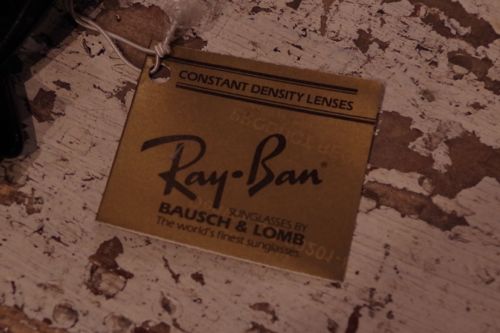 CONSTANT DENSITY LENSES
Ray-Ban®
SUNGLASSES BY
BAUSCH & LOMB
The world's finest sunglasses